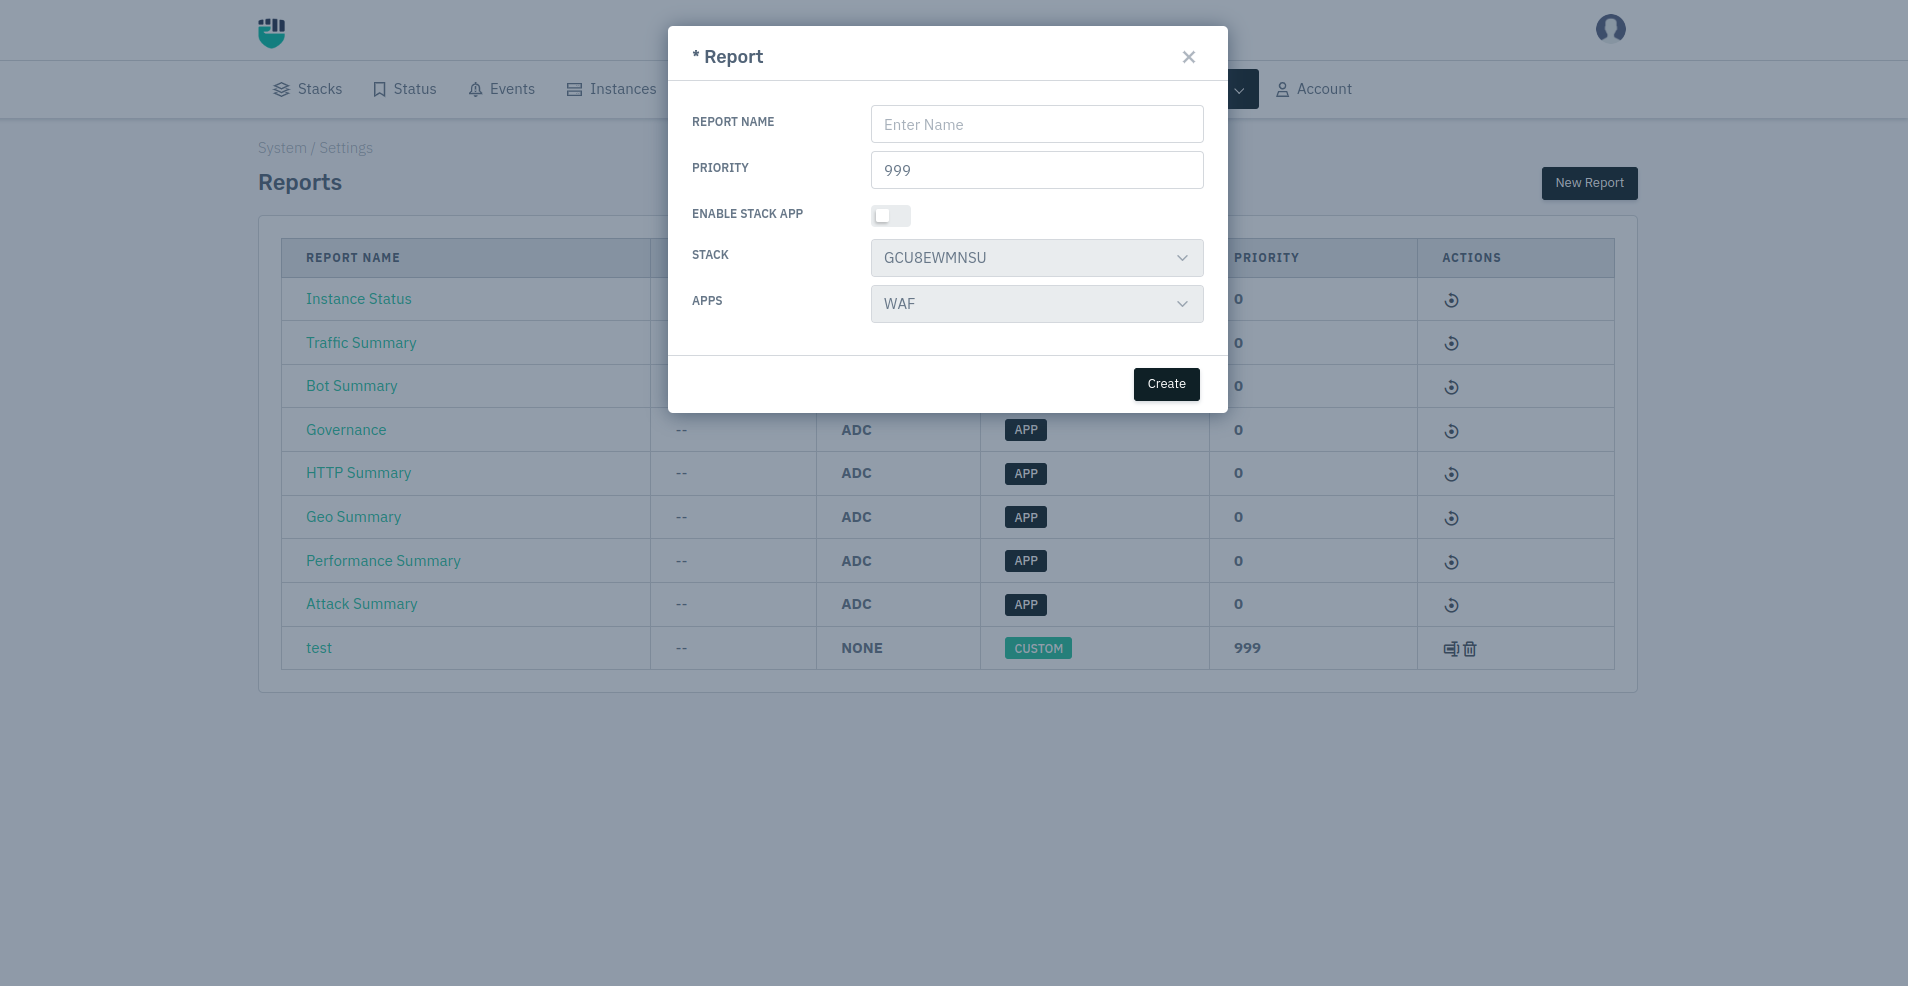 * Report
Stacks Status Events Instances Account
System / Settings
Reports
New Report
REPORT NAME
Enter Name
PRIORITY
999
ENABLE STACK APP
STACK
GCU8EWMNSU
APPS
WAF
Create
REPORT NAME PRIORITY ACTIONS
Instance Status 0
Traffic Summary 0
Bot Summary 0
Governance -- ADC APP 0
HTTP Summary -- ADC APP 0
Geo Summary -- ADC APP 0
Performance Summary -- ADC APP 0
Attack Summary -- ADC APP 0
test -- NONE CUSTOM 999